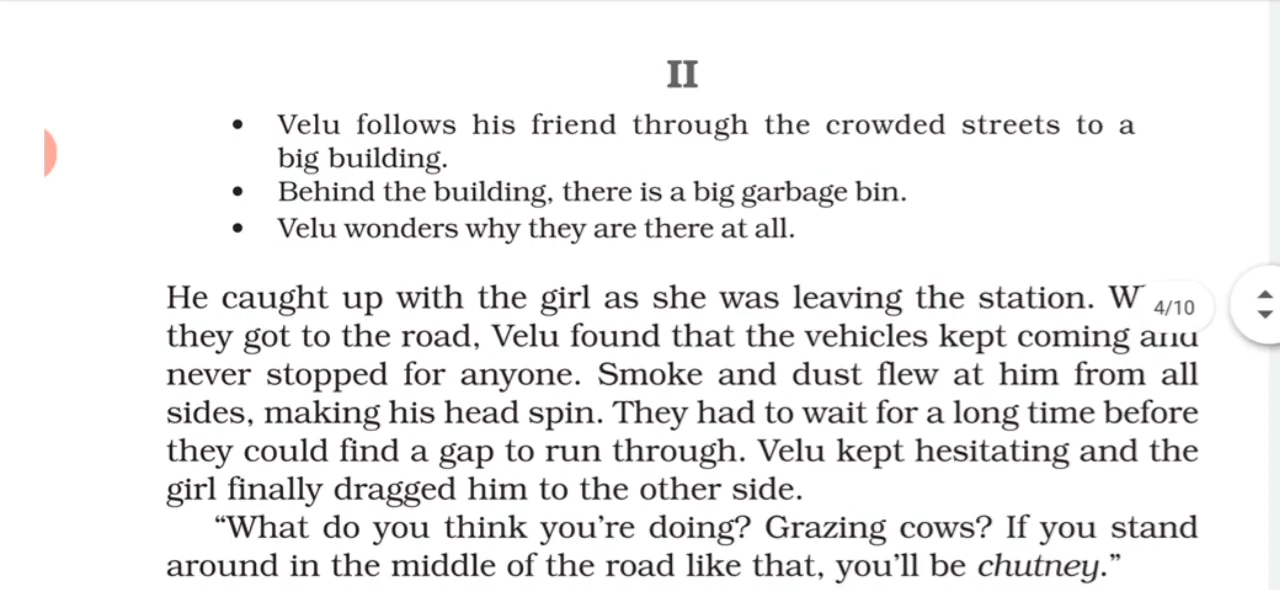 II
• Velu follows his friend through the crowded streets to a
big building.
• Behind the building, there is a big garbage bin.
• Velu wonders why they are there at all.
He caught up with the girl as she was leaving the station.
4/10
they got to the road, Velu found that the vehicles kept coming and
never stopped for anyone. Smoke and dust flew at him from all
sides, making his head spin. They had to wait for a long time before
they could find a gap to run through. Velu kept hesitating and the
girl finally dragged him to the other side.
“What do you think you’re doing? Grazing cows? If you stand
around in the middle of the road like that, you’ll be chutney.”